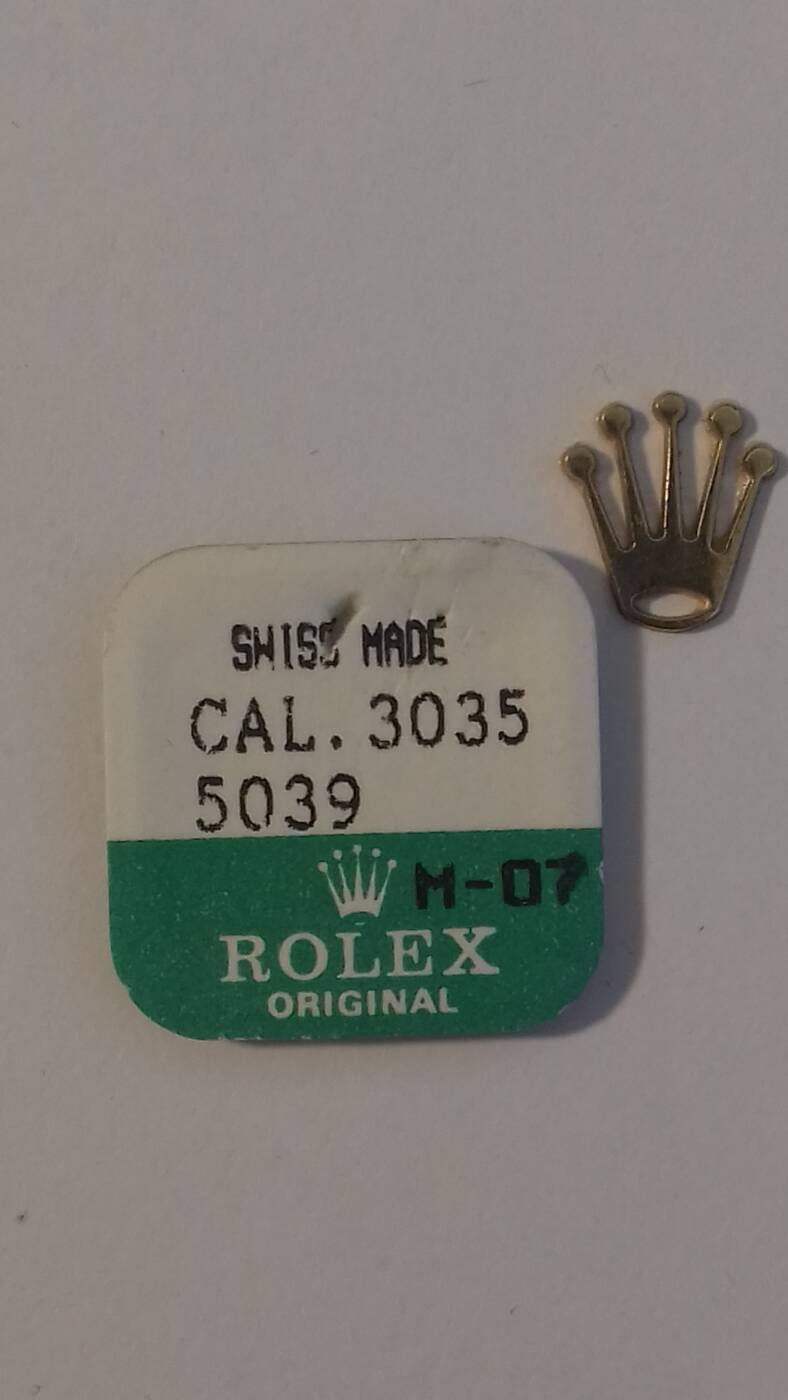 SWISS MADE
CAL. 3035
5039
M-07
ROLEX
ORIGINAL